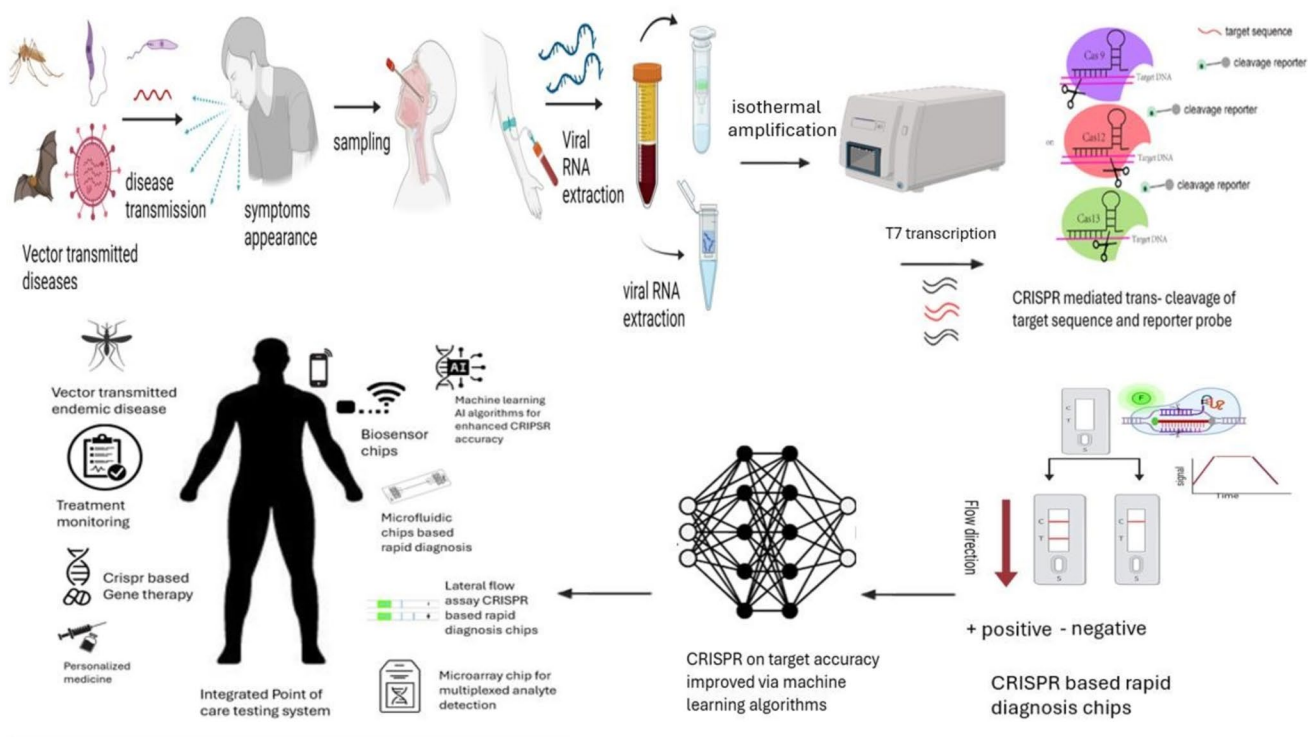 disease
transmission
Vector transmitted
diseases
symptoms
appearance
sampling
Viral
RNA
extraction
viral RNA
extraction
isothermal
amplification
T7 transcription
target sequence
cleavage reporter
Cas 9
Target DNA
cleavage reporter
or
Cas12
Target DNA
cleavage reporter
Cas13
Target DNA
CRISPR mediated trans- cleavage of
target sequence and reporter probe
Vector transmitted
endemic disease
Treatment
monitoring
Crispr based
Gene therapy
Personalized
medicine
Integrated Point of
care testing system
AI
Machine learning
AI algorithms for
enhanced CRIPSR
accuracy
Biosensor
chips
Microfluidic
chips based
rapid diagnosis
Lateral flow
assay CRISPR
based rapid
diagnosis chips
Microarray chip for
multiplexed analyte
detection
CRISPR on target accuracy
improved via machine
learning algorithms
C
T
S
F
signal
Time
Flow direction
C
T
S
C
T
S
+ positive - negative
CRISPR based rapid
diagnosis chips